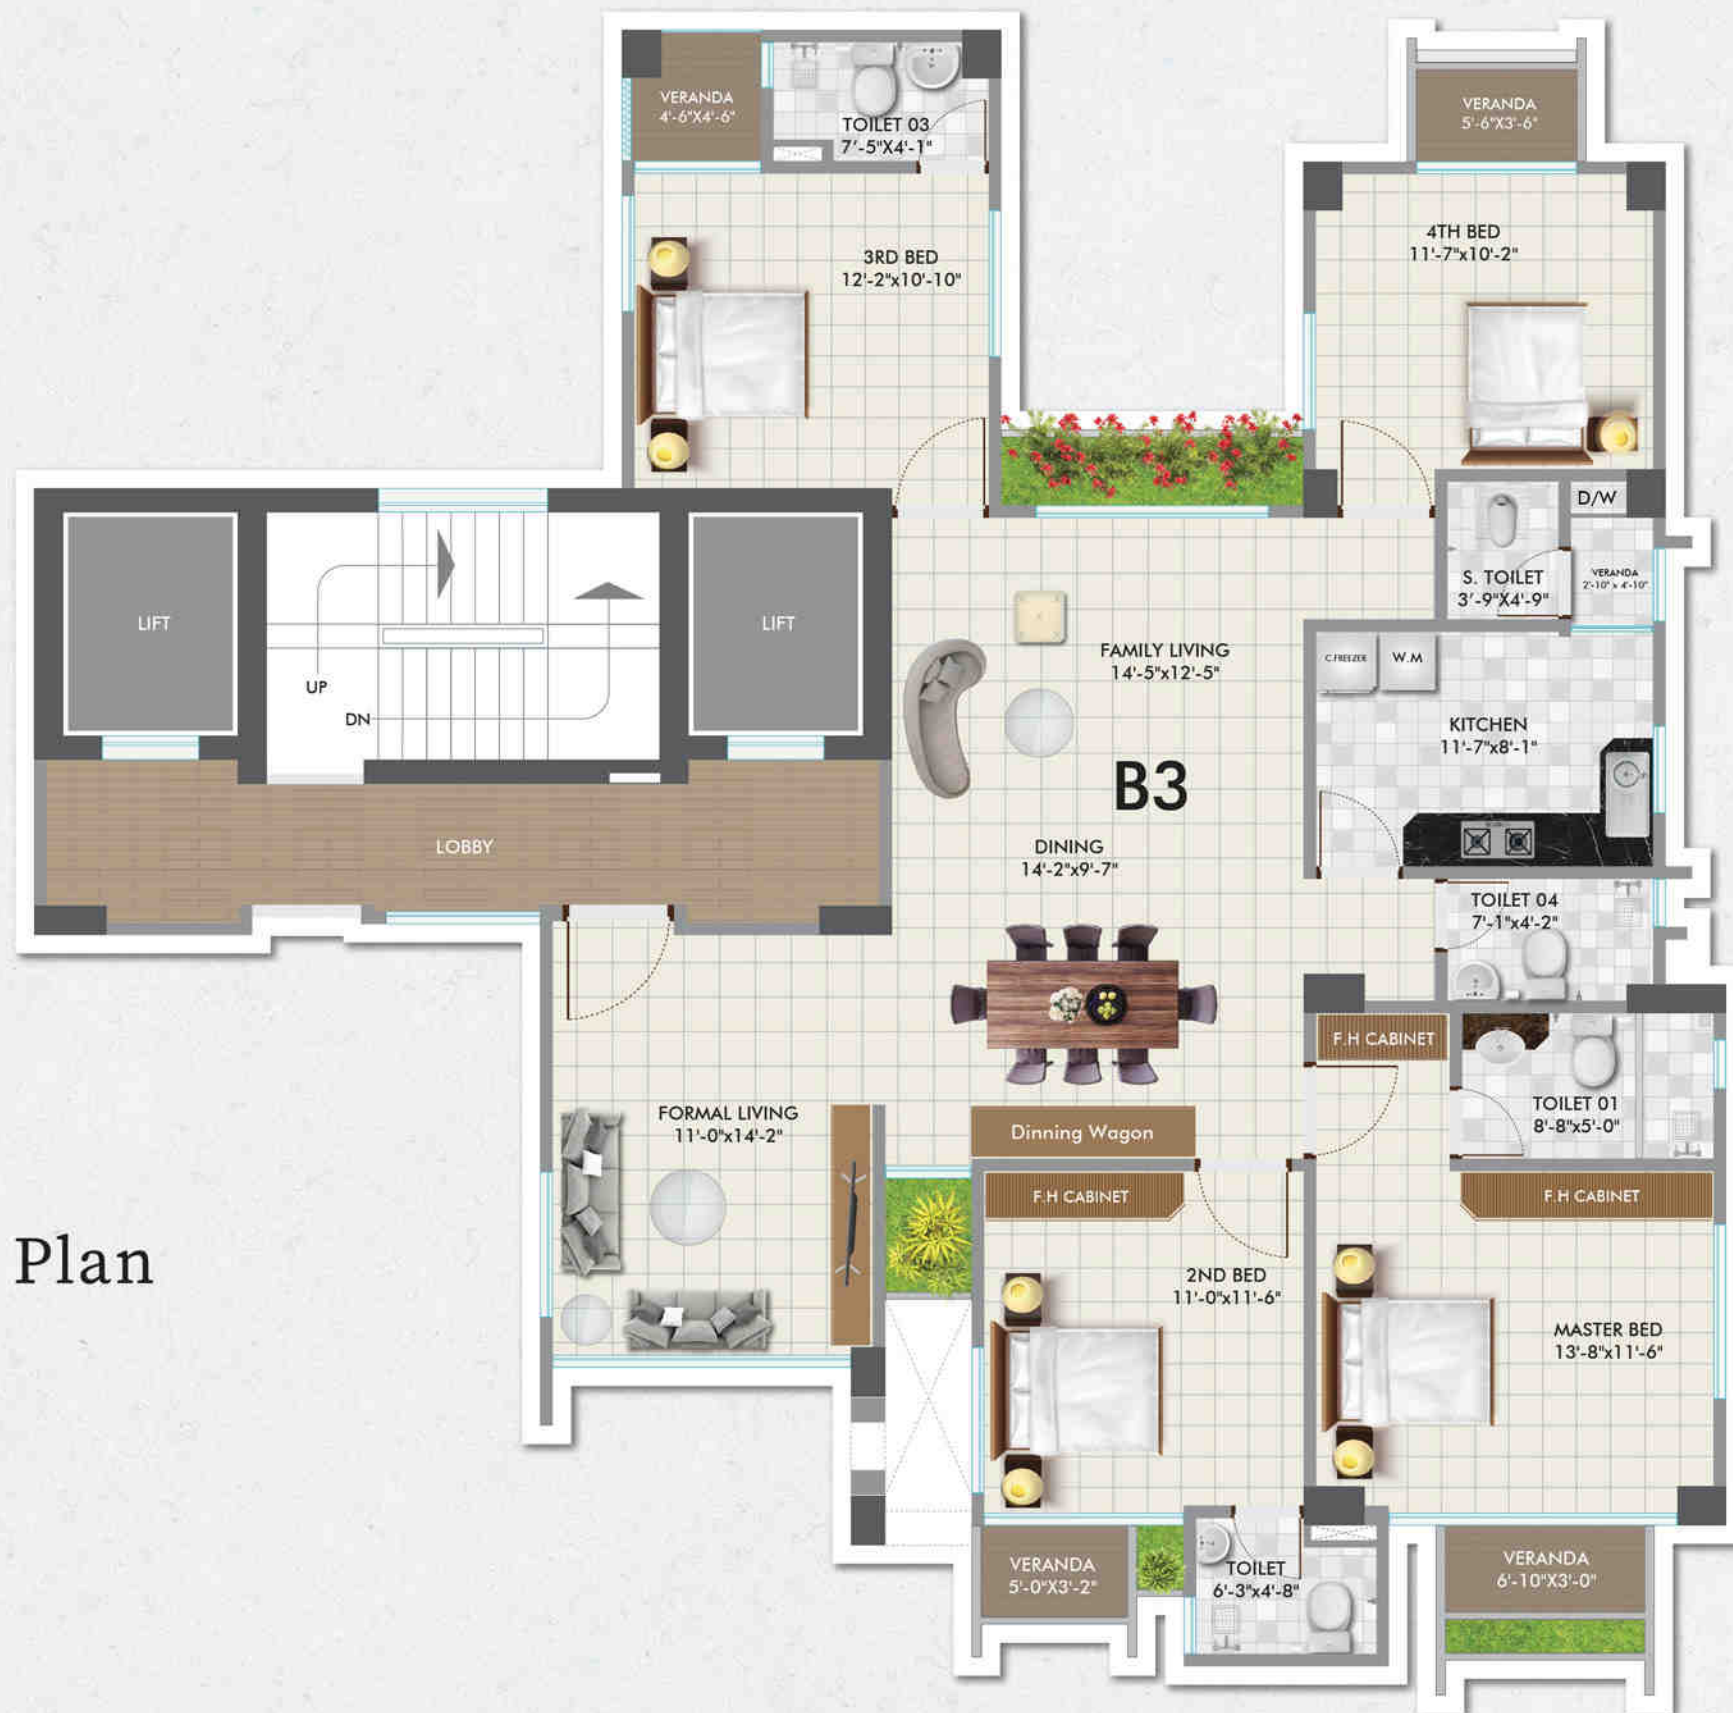 VERANDA
4'-6"X4'-6"
TOILET 03
7'-5"X4'-1"
VERANDA
5'-6"X3'-6"
3RD BED
12'-2"x10'-10"
4TH BED
11'-7"x10'-2"
D/W
S. TOILET
3'-9"X4'-9"
VERANDA
2'-10" x 4'-10"
LIFT
UP
DN
LIFT
FAMILY LIVING
14'-5"x12'-5"
C.FREEZER
W.M
KITCHEN
11'-7"x8'-1"
B3
LOBBY
DINING
14'-2"x9'-7"
TOILET 04
7'-1"x4'-2"
F.H CABINET
FORMAL LIVING
11'-0"x14'-2"
Dinning Wagon
TOILET 01
8'-8"x5'-0"
F.H CABINET
F.H CABINET
Plan
2ND BED
11'-0"x11'-6"
MASTER BED
13'-8"x11'-6"
VERANDA
5'-0"X3'-2"
TOILET
6'-3"x4'-8"
VERANDA
6'-10"X3'-0"